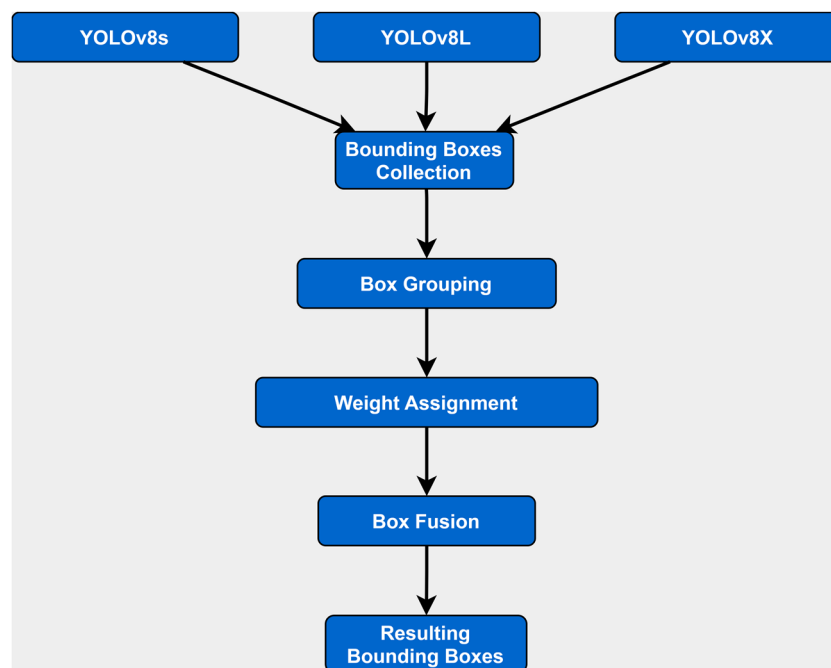 YOLOv8s
YOLOv8L
YOLOv8X
Bounding Boxes
Collection
Box Grouping
Weight Assignment
Box Fusion
Resulting
Bounding Boxes